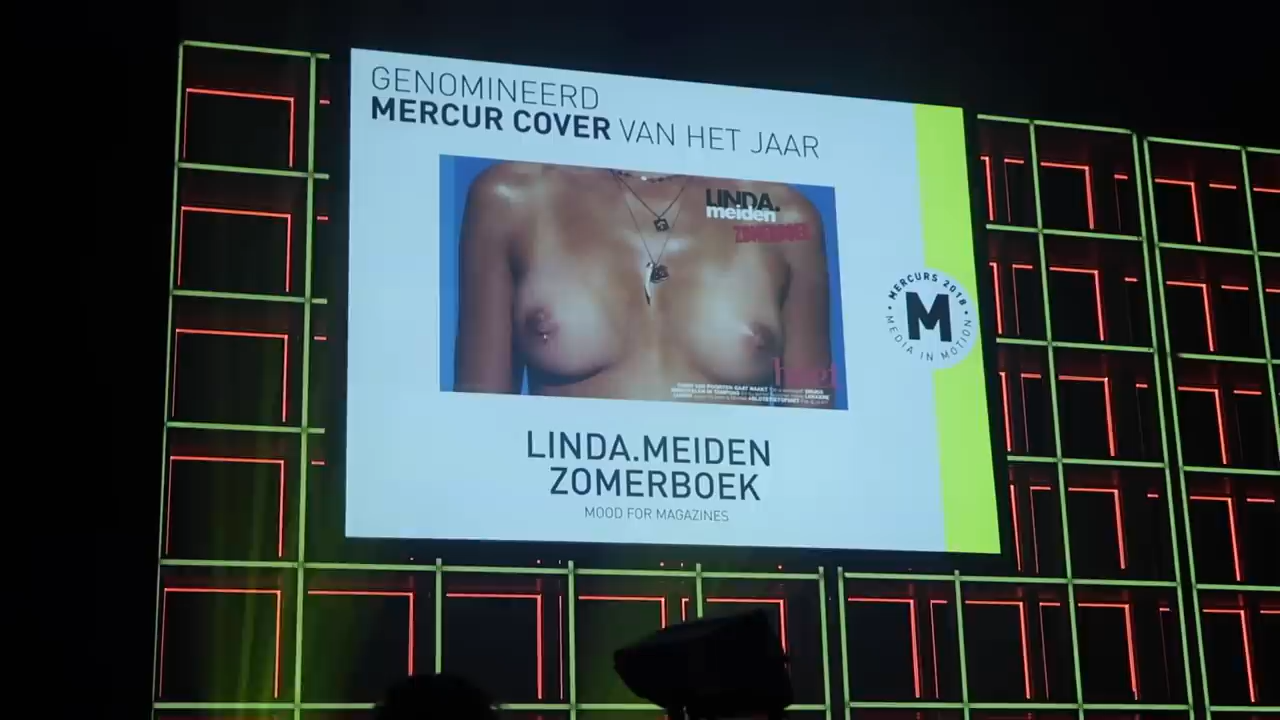 GENOMINEERD
MERCUR COVER VAN HET JAAR
LINDA.
meiden
ZOMERBOEK
MERCURS 2018
M
MEDIA IN MOTION
LINDA.MEIDEN
ZOMERBOEK
MOOD FOR MAGAZINES